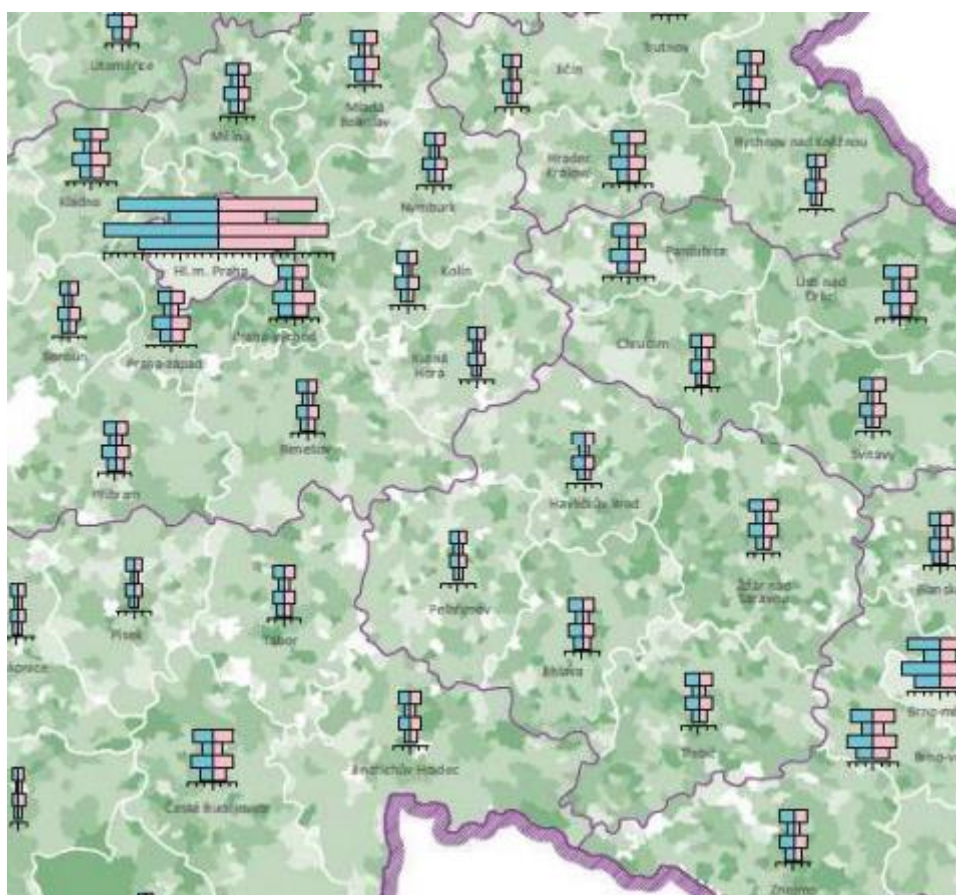 Litoměřice
Trutnov
Jičín
Mladá
Boleslav
Mělník
Rychnov nad Kněžnou
Hradec
Králové
Kladno
Nymburk
Pardubice
Hl.m. Praha
Kolín
Ústí nad
Orlicí
Praha-východ
Beroun
Praha-západ
Kutná
Hora
Chrudim
Benešov
Svitavy
Příbram
Havlíčkův Brod
Žďár nad
Sázavou
Pelhřimov
Písek
Tábor
Jihlava
Třebíč
Jindřichův Hradec
České Budějovice
Znojmo